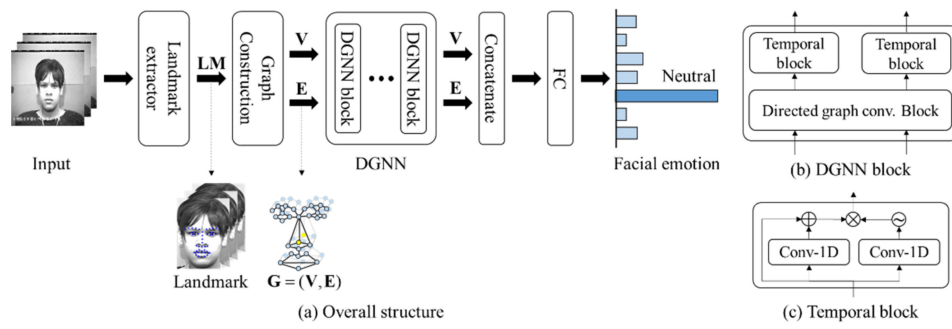 Input
Landmark
extractor
LM
Landmark
Graph
Construction
V
E
G = (V, E)
DGNN block
•••
DGNN block
DGNN
V
E
Concatenate
FC
Neutral
Facial emotion
(a) Overall structure
Temporal
block
Temporal
block
Directed graph conv. Block
(b) DGNN block
Conv-1D
Conv-1D
(c) Temporal block